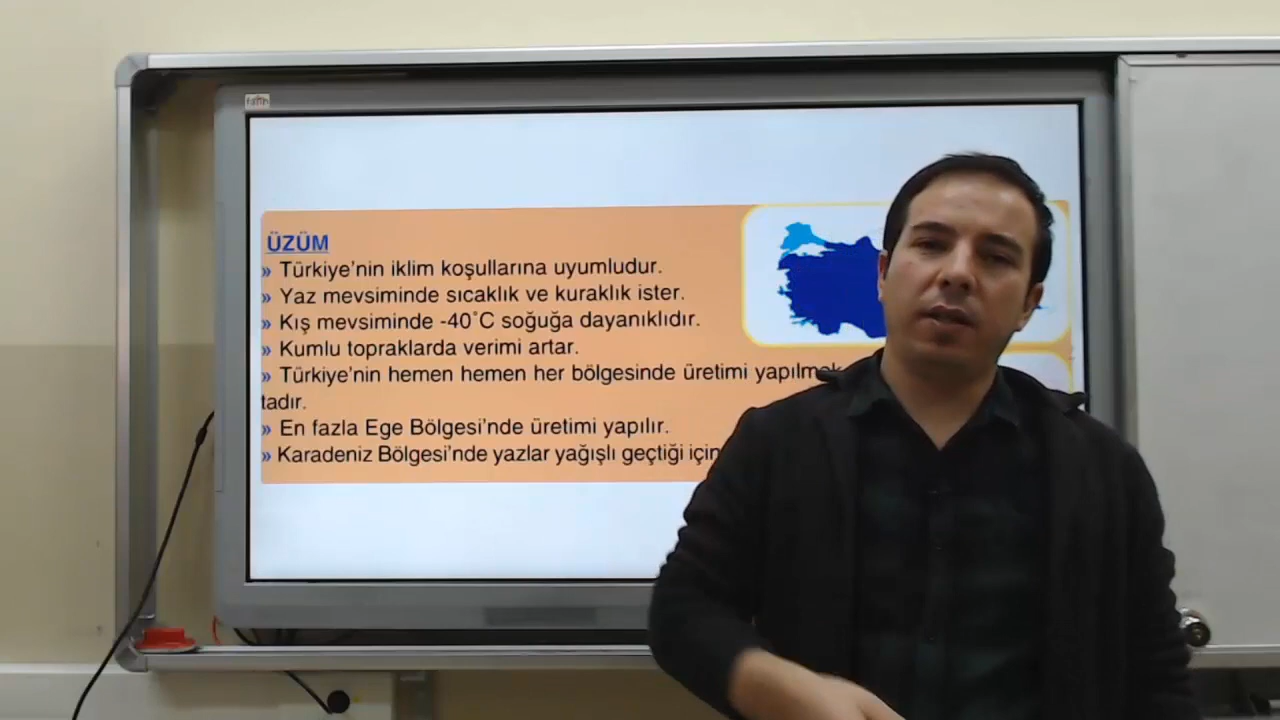 fatih
ÜZÜM
» Türkiye'nin iklim koşullarına uyumludur.
» Yaz mevsiminde sıcaklık ve kuraklık ister.
» Kış mevsiminde -40°C soğuğa dayanıklıdır.
» Kumlu topraklarda verimi artar.
» Türkiye'nin hemen hemen her bölgesinde üretimi yapılmak
tadır.
» En fazla Ege Bölgesi'nde üretimi yapılır.
» Karadeniz Bölgesi'nde yazlar yağışlı geçtiği için